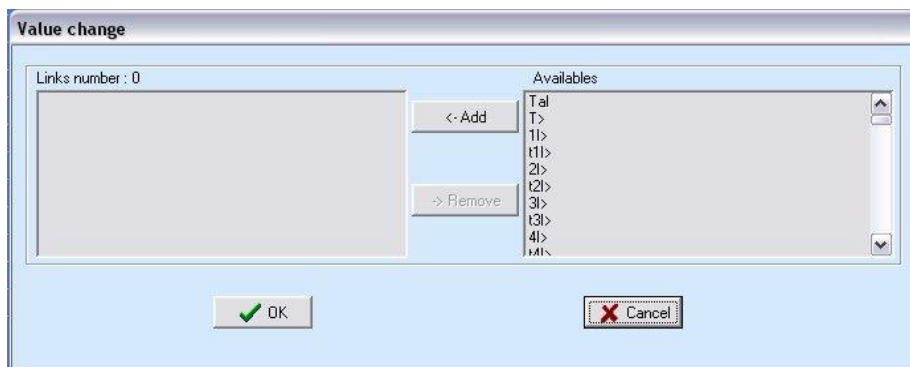 Value change
Links number : 0
Availables
<- Add
-> Remove
Tal
T>
1I>
t1I>
2I>
t2I>
3I>
t3I>
4I>
OK
Cancel